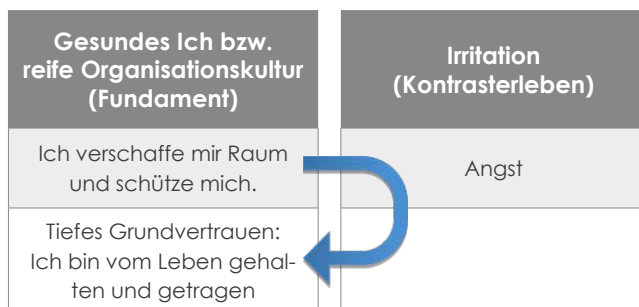 Gesundes Ich bzw.
reife Organisationskultur
(Fundament)
Irritation
(Kontrasterleben)
Ich verschaffe mir Raum
und schütze mich.
Angst
Tiefes Grundvertrauen:
Ich bin vom Leben gehal-
ten und getragen